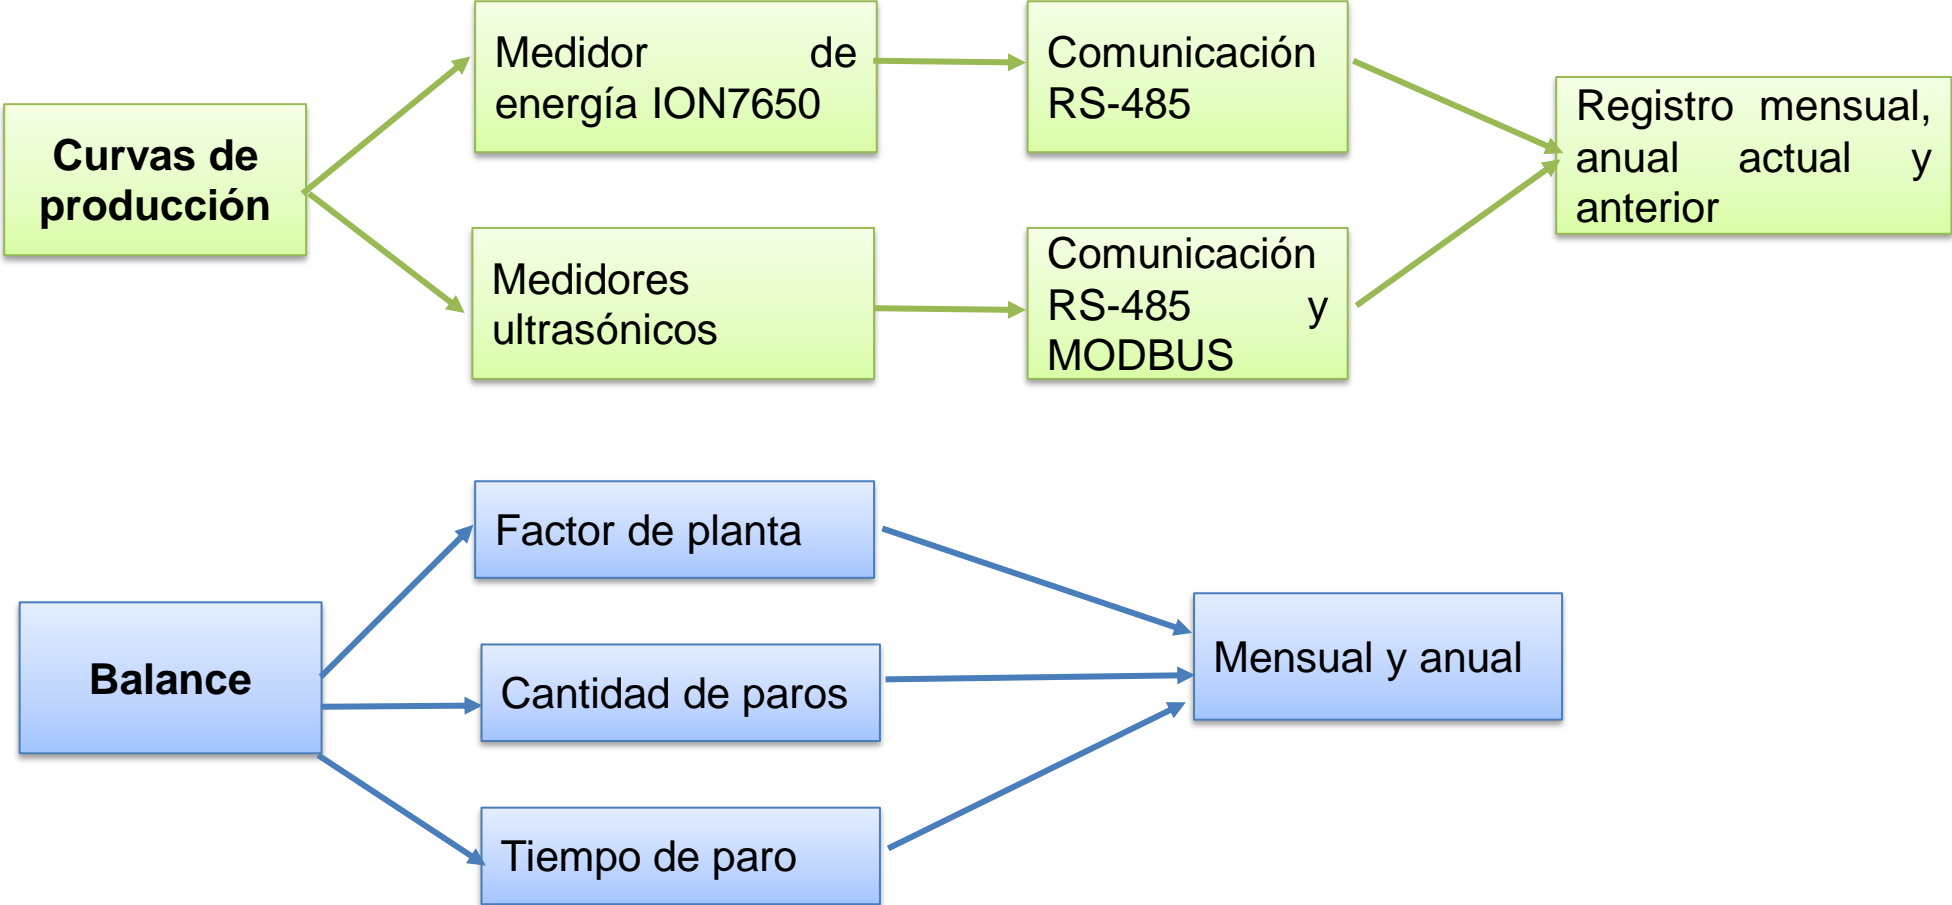 Curvas de
producción
Medidor de
energía ION7650
Comunicación
RS-485
Medidores
ultrasónicos
Comunicación
RS-485 y
MODBUS
Registro mensual,
anual actual y
anterior
Balance
Factor de planta
Cantidad de paros
Tiempo de paro
Mensual y anual